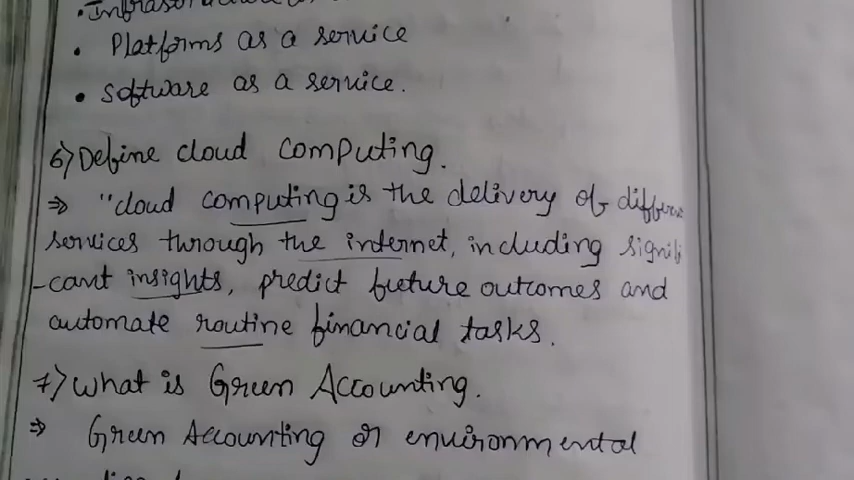 • Platforms as a service
• Software as a service.
6) Define cloud computing.
⇒ "cloud computing is the delivery of
services through the internet, including signifi
-cant insights, predict future outcomes and
automate routine financial tasks.
7) What is Green Accounting.
⇒ Green Accounting or environmental